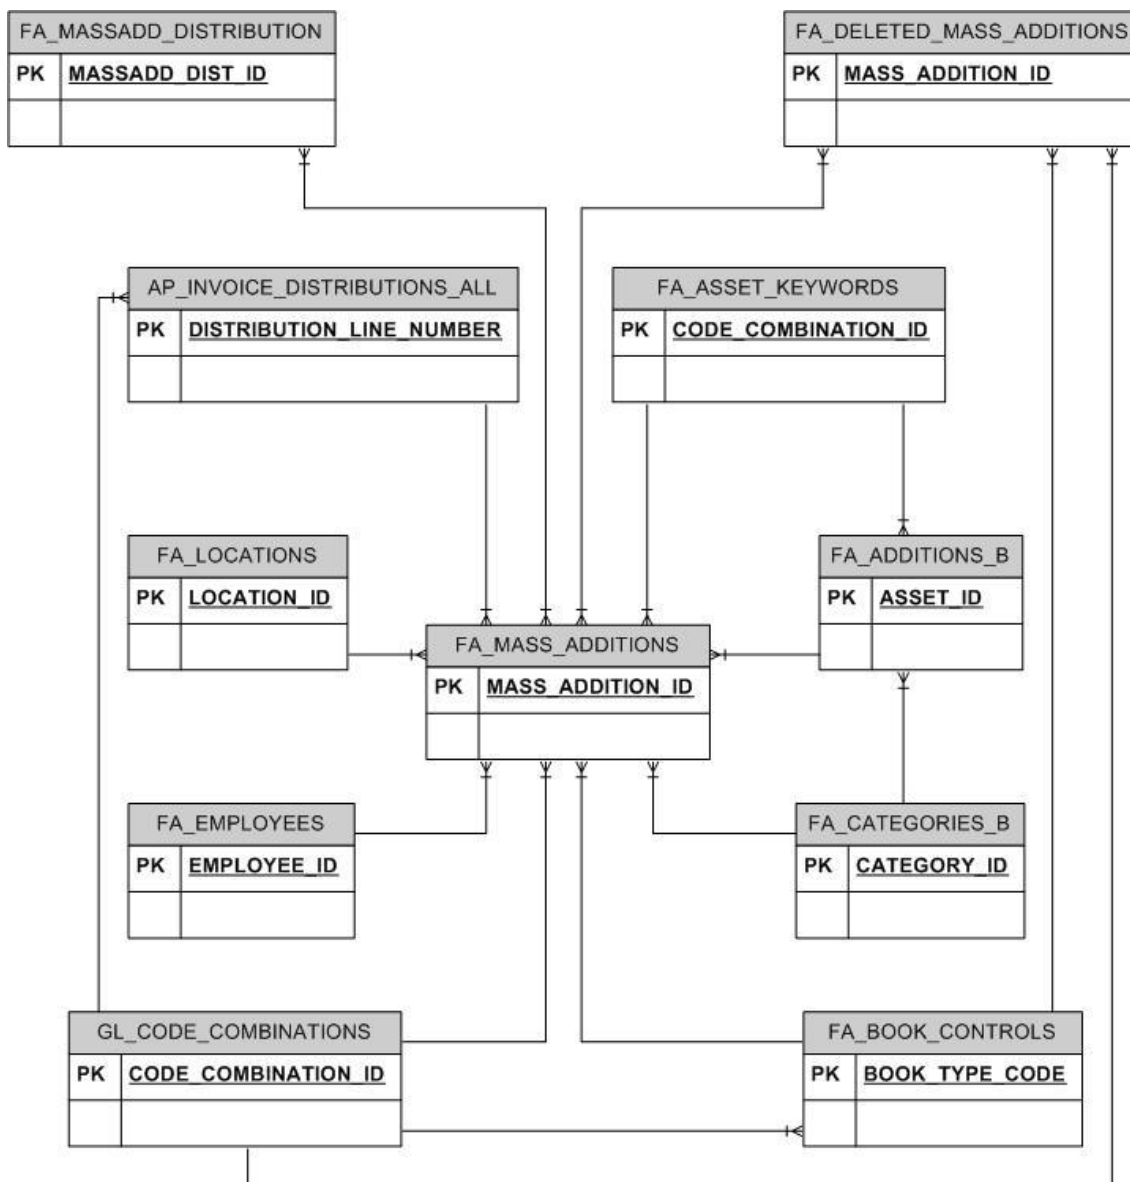 FA_MASSADD_DISTRIBUTION
PK MASSADD_DIST_ID
FA_DELETED_MASS_ADDITIONS
PK MASS_ADDITION_ID
AP_INVOICE_DISTRIBUTIONS_ALL
PK DISTRIBUTION_LINE_NUMBER
FA_ASSET_KEYWORDS
PK CODE_COMBINATION_ID
FA_LOCATIONS
PK LOCATION_ID
FA_ADDITIONS_B
PK ASSET_ID
FA_MASS_ADDITIONS
PK MASS_ADDITION_ID
FA_EMPLOYEES
PK EMPLOYEE_ID
FA_CATEGORIES_B
PK CATEGORY_ID
GL_CODE_COMBINATIONS
PK CODE_COMBINATION_ID
FA_BOOK_CONTROLS
PK BOOK_TYPE_CODE